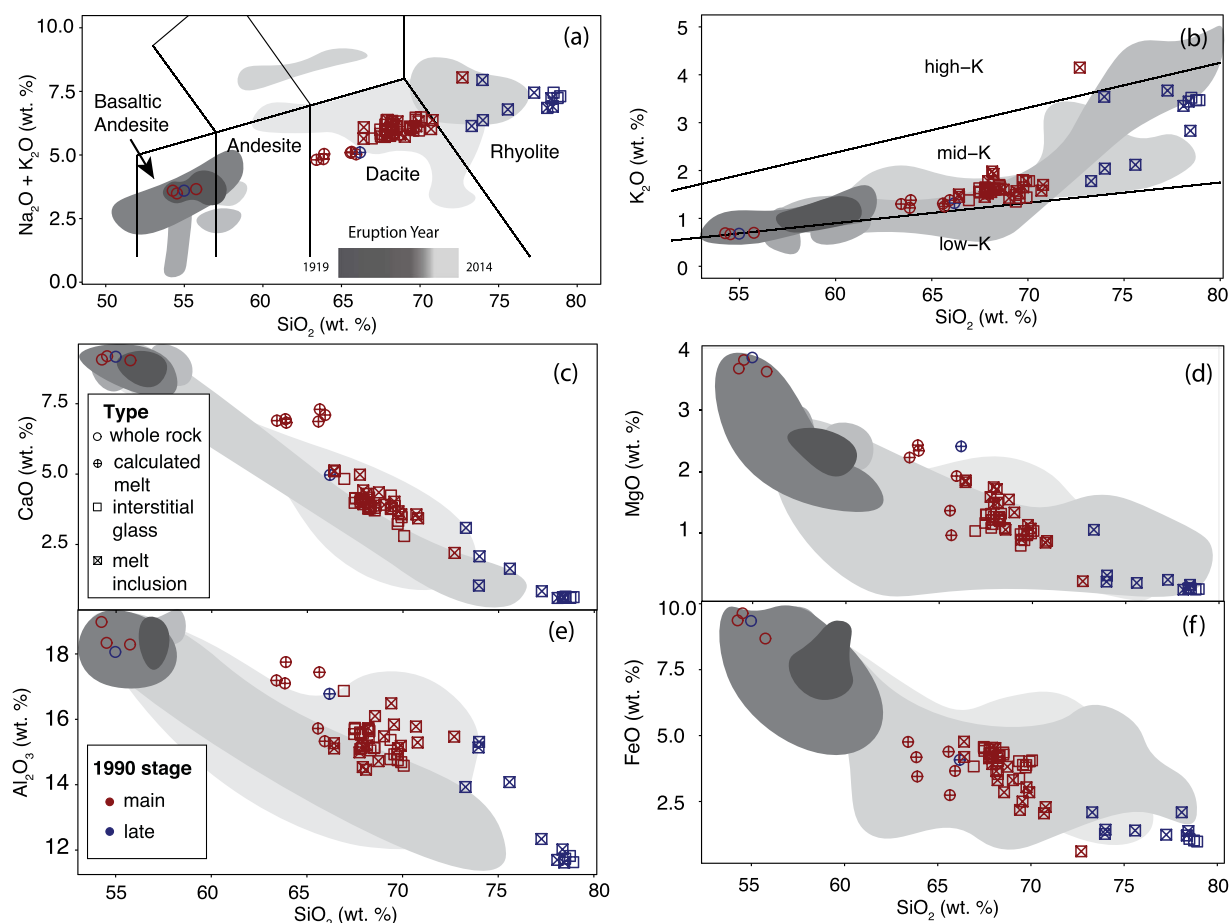 10.0
7.5
5.0
2.5
0.0
Na2O + K2O (wt. %)
(a)
Basaltic
Andesite
Andesite
Dacite
Rhyolite
Eruption Year
1919
2014
50
55
60
65
70
75
80
SiO2 (wt. %)
5
4
3
2
1
0
K2O (wt. %)
(b)
high–K
mid–K
low–K
55
60
65
70
75
80
SiO2 (wt. %)
7.5
5.0
2.5
CaO (wt. %)
(c)
Type
whole rock
calculated
melt
interstitial
glass
melt
inclusion
4
3
2
1
MgO (wt. %)
(d)
18
16
14
12
Al2O3 (wt. %)
(e)
1990 stage
main
late
55
60
65
70
75
80
SiO2 (wt. %)
10.0
7.5
5.0
2.5
FeO (wt. %)
(f)
55
60
65
70
75
80
SiO2 (wt. %)